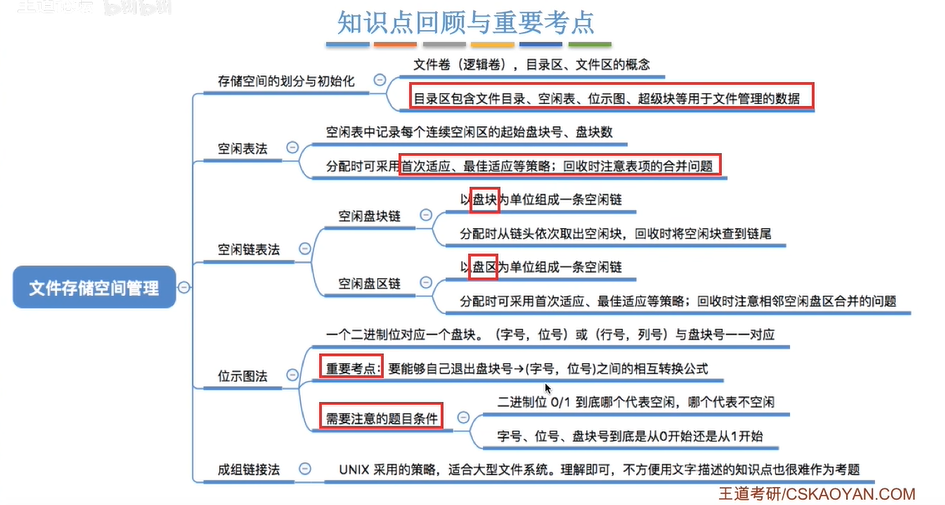 王道考研 bilibili
知识点回顾与重要考点
文件存储空间管理
存储空间的划分与初始化
文件卷（逻辑卷），目录区、文件区的概念
目录区包含文件目录、空闲表、位示图、超级块等用于文件管理的数据
空闲表法
空闲表中记录每个连续空闲区的起始盘块号、盘块数
分配时可采用首次适应、最佳适应等策略；回收时注意表项的合并问题
空闲链表法
空闲盘块链
以盘块为单位组成一条空闲链
分配时从链头依次取出空闲块，回收时将空闲块查到链尾
空闲盘区链
以盘区为单位组成一条空闲链
分配时可采用首次适应、最佳适应等策略；回收时注意相邻空闲盘区合并的问题
位示图法
一个二进制位对应一个盘块。（字号，位号）或（行号，列号）与盘块号一一对应
重要考点：要能够自己退出盘块号→(字号，位号)之间的相互转换公式
需要注意的题目条件
二进制位 0/1 到底哪个代表空闲，哪个代表不空闲
字号、位号、盘块号到底是从0开始还是从1开始
成组链接法
UNIX 采用的策略，适合大型文件系统。理解即可，不方便用文字描述的知识点也很难作为考题
王道考研/CSKAOYAN.COM